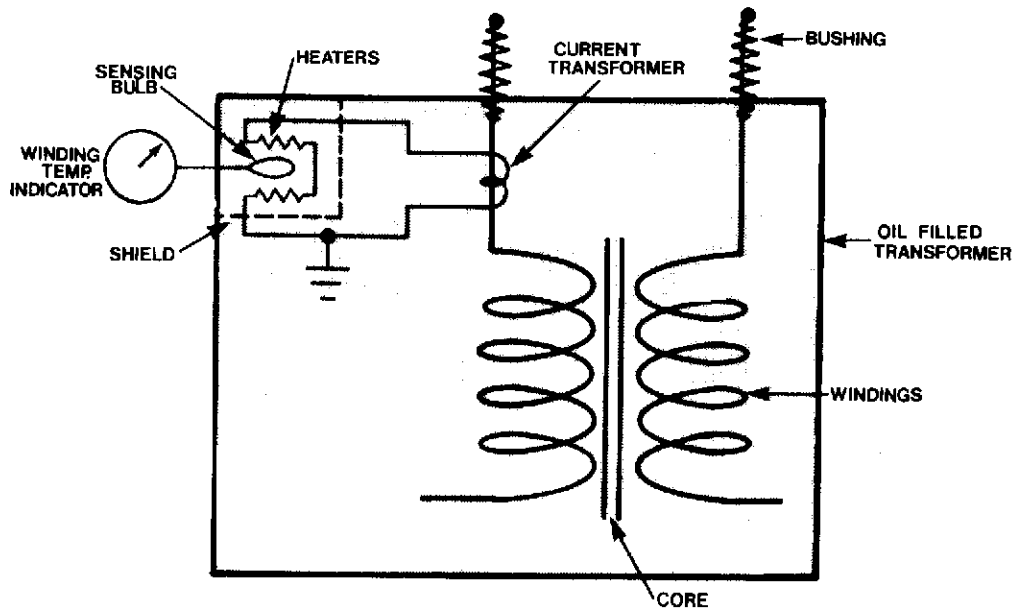 SENSING
BULB
HEATERS
CURRENT
TRANSFORMER
BUSHING
WINDING
TEMP.
INDICATOR
SHIELD
OIL FILLED
TRANSFORMER
WINDINGS
CORE